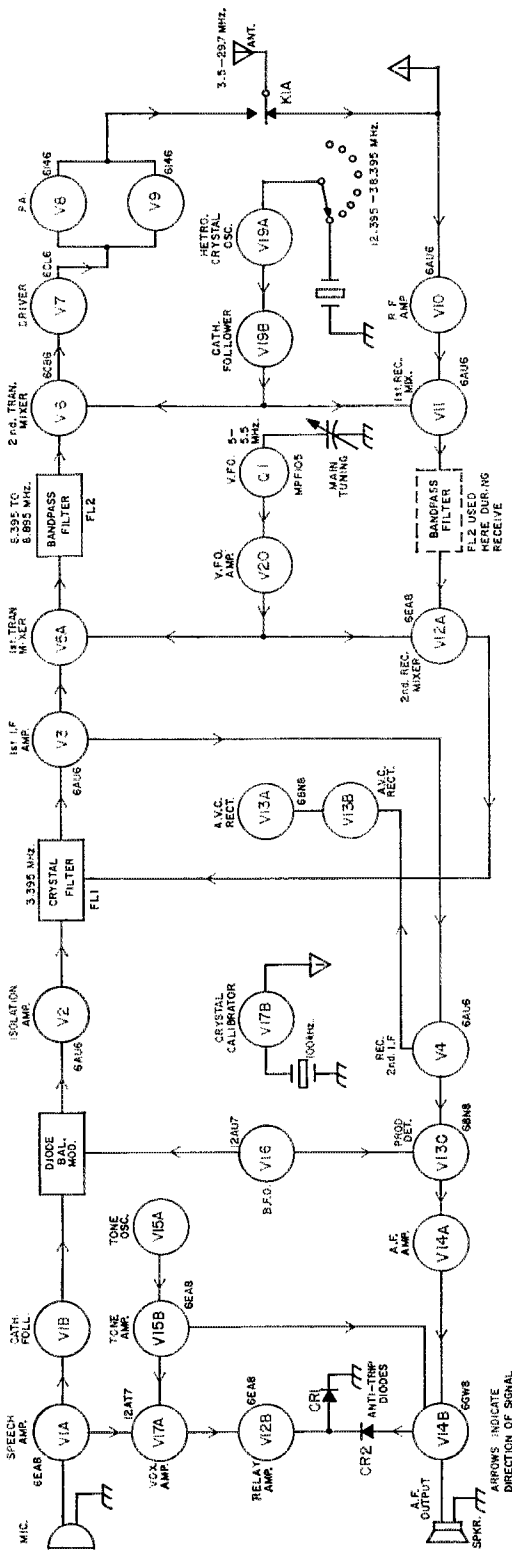 MIC.
SPEECH
AMP.
V1A
6EA8
CATH.
FOLL.
V1B
DIODE
BAL.
MOD.
ISOLATION
AMP.
V2
6AU6
3.395 MHz.
CRYSTAL
FILTER
FL1
1st. I.F
AMP.
V3
6AU6
1st. TRAN
MIXER
V5A
8.395 TO
8.895 MHz.
BANDPASS
FILTER
FL2
2nd. TRAN.
MIXER
6CB6
V6
DRIVER
6CL6
V7
P.A.
V8
6146
V9
6146
3.5-29.7 MHz.
ANT.
K1A
12AT7
V17A
VOX
AMP.
TONE
AMP.
V15B
6EA8
TONE
OSC.
V15A
6EA8
V12B
RELAY
AMP.
CR1
ANTI-TRIP
DIODES
CR2
12AU7
V16
B.F.O.
CRYSTAL
CALIBRATOR
V17B
100kHz.
A.V.C.
RECT.
V13A
6BN8
V13B
A.V.C.
RECT.
V.F.O.
AMP.
V20
V.F.O.
5-
5.5
MHz.
Q1
MPF105
MAIN
TUNING
CATH.
FOLLOWER
V19B
HETRO.
CRYSTAL
OSC.
V19A
12.395-38.395 MHz.
A.F.
OUTPUT
V14B
6GW8
SPKR.
A.F.
AMP.
V14A
PROD
DET.
V13C
6BN8
REC.
2nd. I.F
V4
6AU6
2nd. REC.
MIXER
V12A
6EA8
BANDPASS
FILTER
FL2 USED
HERE DURING
RECEIVE
1st. REC.
MIX.
V11
6AU6
R F
AMP
V10
6AU6
ARROWS INDICATE
DIRECTION OF SIGNAL